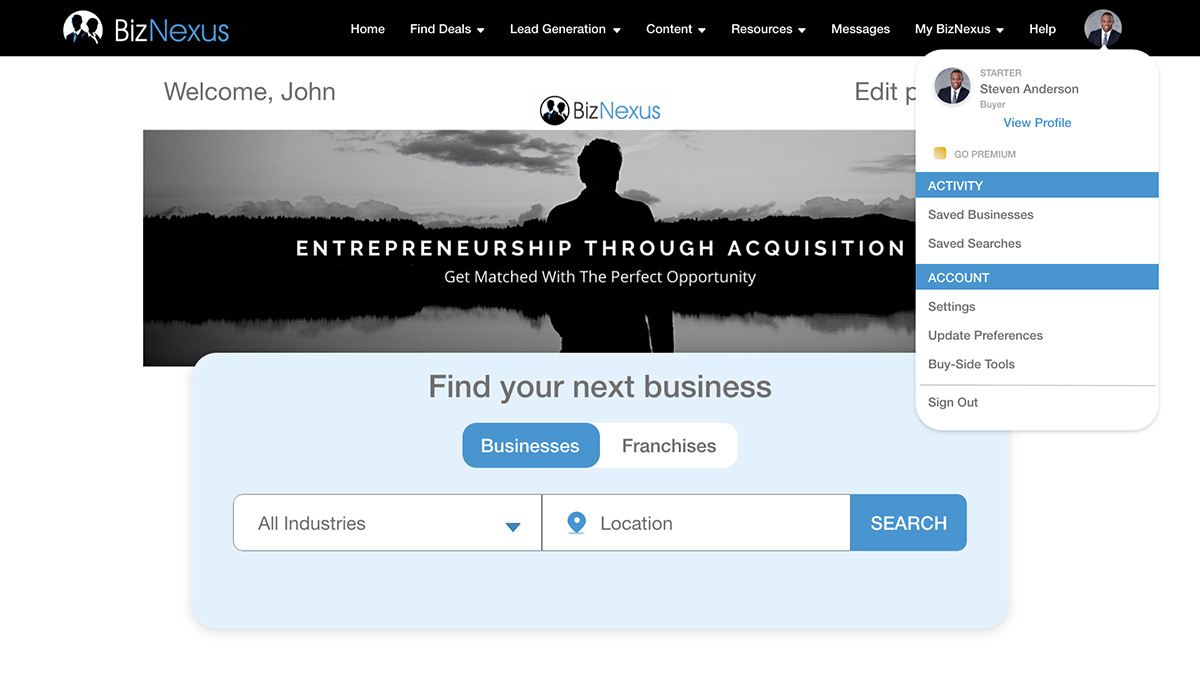 BizNexus
Home
Find Deals
Lead Generation
Content
Resources
Messages
My BizNexus
Help
STARTER
Steven Anderson
Buyer
View Profile
GO PREMIUM
ACTIVITY
Saved Businesses
Saved Searches
ACCOUNT
Settings
Update Preferences
Buy-Side Tools
Sign Out
Welcome, John
Edit p
BizNexus
ENTREPRENEURSHIP THROUGH ACQUISITION
Get Matched With The Perfect Opportunity
Find your next business
Businesses
Franchises
All Industries
Location
SEARCH